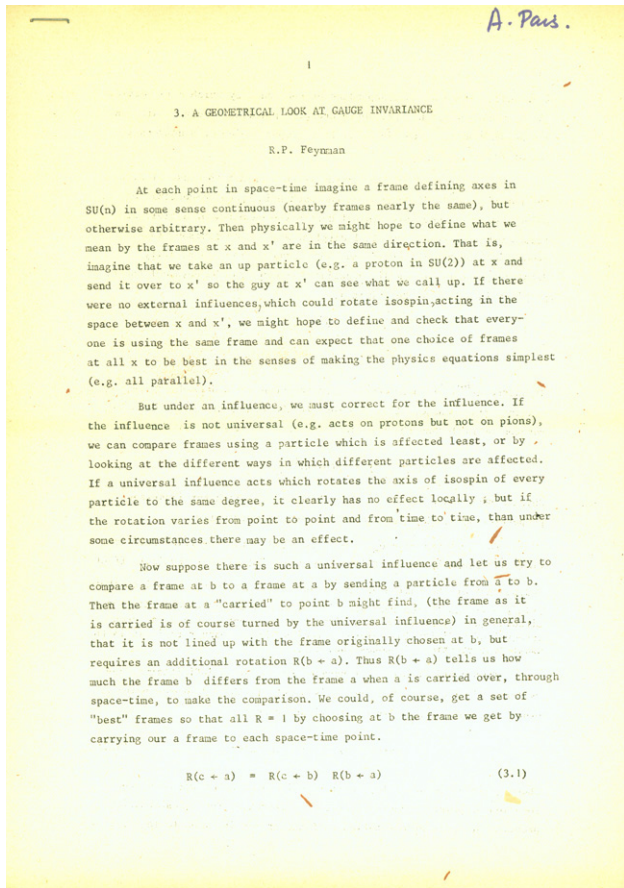 A. Pais.
1
3. A GEOMETRICAL LOOK AT GAUGE INVARIANCE
R.P. Feynman
At each point in space-time imagine a frame defining axes in
SU(n) in some sense continuous (nearby frames nearly the same), but
otherwise arbitrary. Then physically we might hope to define what we
mean by the frames at x and x' are in the same direction. That is,
imagine that we take an up particle (e.g. a proton in SU(2)) at x and
send it over to x' so the guy at x' can see what we call up. If there
were no external influences, which could rotate isospin, acting in the
space between x and x', we might hope to define and check that every-
one is using the same frame and can expect that one choice of frames
at all x to be best in the senses of making the physics equations simplest
(e.g. all parallel).
But under an influence, we must correct for the influence. If
the influence is not universal (e.g. acts on protons but not on pions),
we can compare frames using a particle which is affected least, or by
looking at the different ways in which different particles are affected.
If a universal influence acts which rotates the axis of isospin of every
particle to the same degree, it clearly has no effect locally ; but if
the rotation varies from point to point and from time to time, than under
some circumstances there may be an effect.
Now suppose there is such a universal influence and let us try to
compare a frame at b to a frame at a by sending a particle from a to b.
Then the frame at a "carried" to point b might find, (the frame as it
is carried is of course turned by the universal influence) in general,
that it is not lined up with the frame originally chosen at b, but
requires an additional rotation R(b ← a). Thus R(b ← a) tells us how
much the frame b differs from the frame a when a is carried over, through
space-time, to make the comparison. We could, of course, get a set of
"best" frames so that all R = 1 by choosing at b the frame we get by
carrying our a frame to each space-time point.
R(c ← a) = R(c ← b) R(b ← a) (3.1)